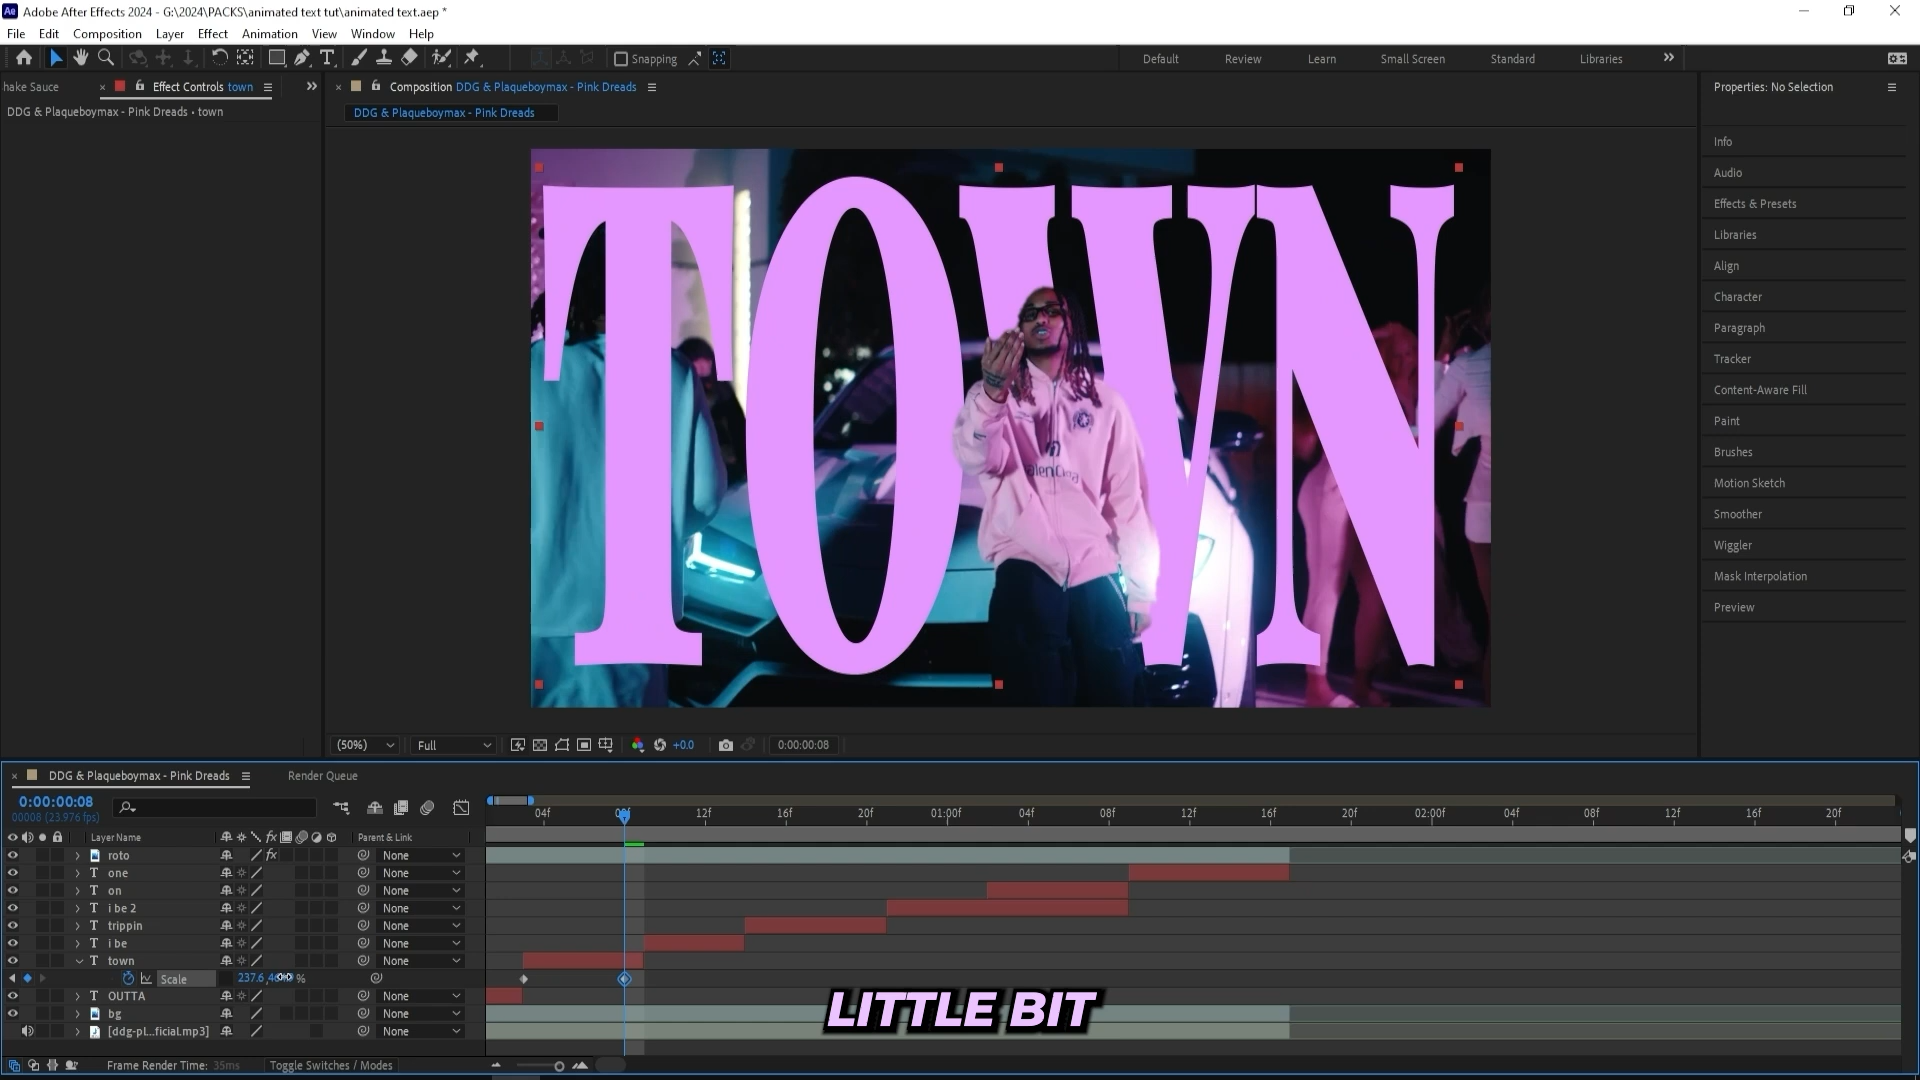 Adobe After Effects 2024 - G:\2024\PACKS\animated text tut\animated text.aep *
File Edit Composition Layer Effect Animation View Window Help
Snapping
Default Review Learn Small Screen Standard Libraries
hake Sauce
Effect Controls town
Composition DDG & Plaqueboymax - Pink Dreads
Properties: No Selection
DDG & Plaqueboymax - Pink Dreads • town
DDG & Plaqueboymax - Pink Dreads
TOWN
Info
Audio
Effects & Presets
Libraries
Align
Character
Paragraph
Tracker
Content-Aware Fill
Paint
Brushes
Motion Sketch
Smoother
Wiggler
Mask Interpolation
Preview
(50%) Full +0.0 0:00:00:08
DDG & Plaqueboymax - Pink Dreads Render Queue
0:00:00:08
00008 (23.976 fps)
04f 12f 16f 20f 01:00f 04f 08f 12f 16f 20f 02:00f 04f 08f 12f 16f 20f
Layer Name Parent & Link
roto None
one None
on None
i be 2 None
trippin None
i be None
town None
Scale 237.6 %
OUTTA None
bg None
[ddg-pl...ficial.mp3] None
LITTLE BIT
Frame Render Time: 35ms Toggle Switches / Modes